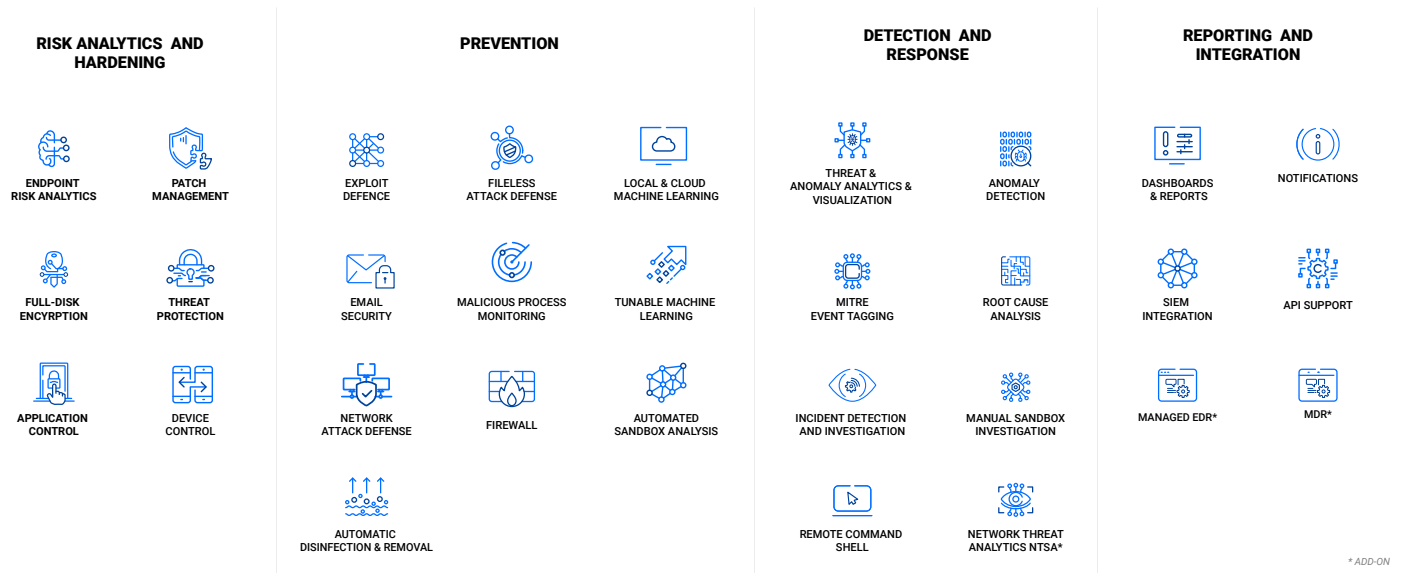 RISK ANALYTICS AND
HARDENING
ENDPOINT
RISK ANALYTICS
PATCH
MANAGEMENT
FULL-DISK
ENCYRPTION
THREAT
PROTECTION
APPLICATION
CONTROL
DEVICE
CONTROL
PREVENTION
EXPLOIT
DEFENCE
FILELESS
ATTACK DEFENSE
LOCAL & CLOUD
MACHINE LEARNING
EMAIL
SECURITY
MALICIOUS PROCESS
MONITORING
TUNABLE MACHINE
LEARNING
NETWORK
ATTACK DEFENSE
FIREWALL
AUTOMATED
SANDBOX ANALYSIS
AUTOMATIC
DISINFECTION & REMOVAL
DETECTION AND
RESPONSE
THREAT &
ANOMALY ANALYTICS &
VISUALIZATION
ANOMALY
DETECTION
MITRE
EVENT TAGGING
ROOT CAUSE
ANALYSIS
INCIDENT DETECTION
AND INVESTIGATION
MANUAL SANDBOX
INVESTIGATION
REMOTE COMMAND
SHELL
NETWORK THREAT
ANALYTICS NTSA*
REPORTING AND
INTEGRATION
DASHBOARDS
& REPORTS
NOTIFICATIONS
SIEM
INTEGRATION
API SUPPORT
MANAGED EDR*
MDR*
* ADD-ON